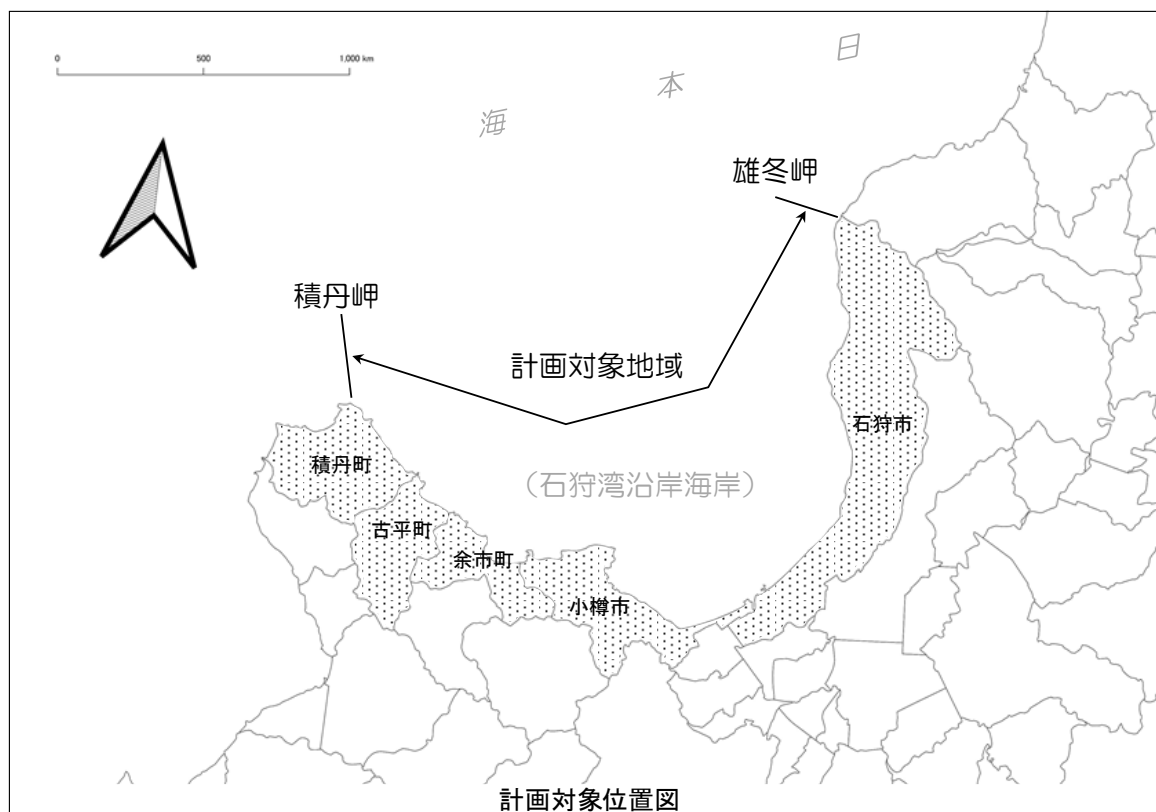 0 500 1,000 km
日本海
雄冬岬
積丹岬
計画対象地域
石狩市
積丹町
（石狩湾沿岸海岸）
古平町
余市町
小樽市
計画対象位置図